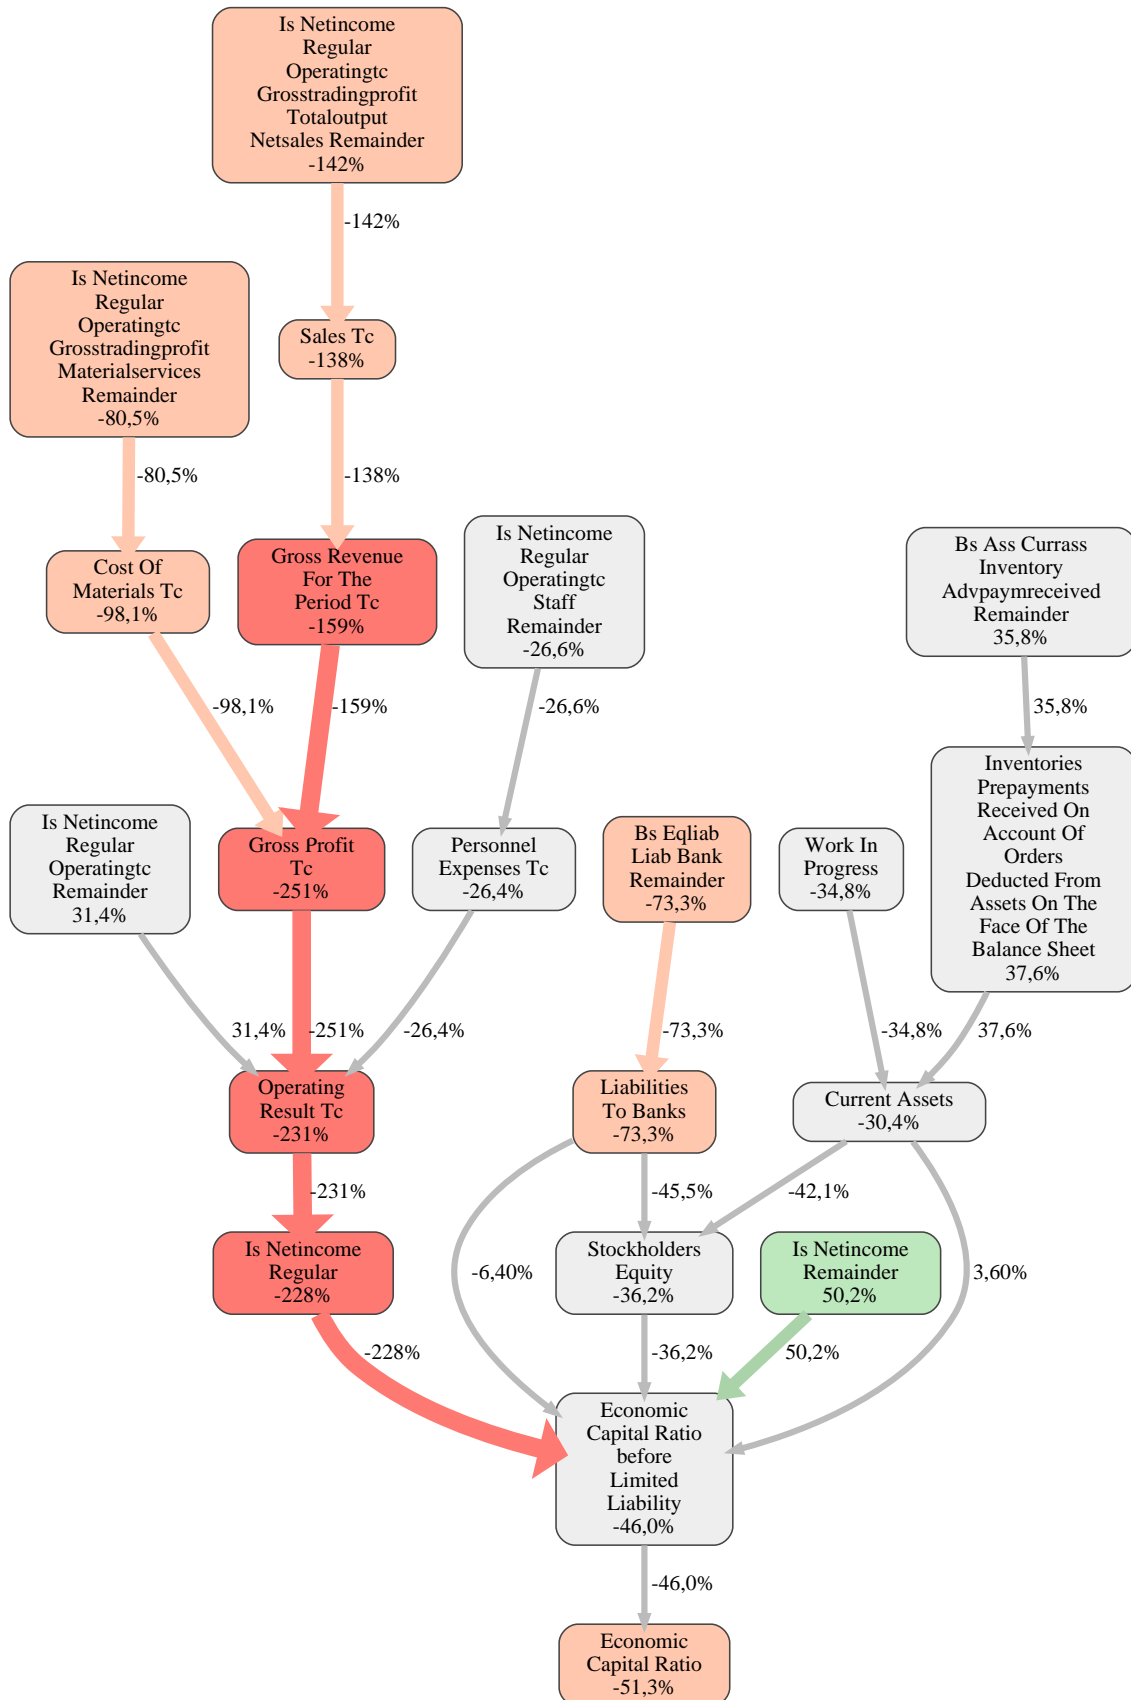 Is Netincome
Regular
Operatingtc
Grosstradingprofit
Totaloutput
Netsales Remainder
-142%
-142%
Is Netincome
Regular
Operatingtc
Grosstradingprofit
Materialservices
Remainder
-80,5%
Sales Tc
-138%
-80,5%
-138%
Cost Of
Materials Tc
-98,1%
Gross Revenue
For The
Period Tc
-159%
Is Netincome
Regular
Operatingtc
Staff
Remainder
-26,6%
Bs Ass Currass
Inventory
Advpaymreceived
Remainder
35,8%
-98,1%
-159%
-26,6%
35,8%
Is Netincome
Regular
Operatingtc
Remainder
31,4%
Gross Profit
Tc
-251%
Personnel
Expenses Tc
-26,4%
Bs Eqliab
Liab Bank
Remainder
-73,3%
Work In
Progress
-34,8%
Inventories
Prepayments
Received On
Account Of
Orders
Deducted From
Assets On The
Face Of The
Balance Sheet
37,6%
31,4%
-251%
-26,4%
-73,3%
-34,8%
37,6%
Operating
Result Tc
-231%
Liabilities
To Banks
-73,3%
Current Assets
-30,4%
-231%
-45,5%
-42,1%
Is Netincome
Regular
-228%
-6,40%
Stockholders
Equity
-36,2%
Is Netincome
Remainder
50,2%
3,60%
-228%
-36,2%
50,2%
Economic
Capital Ratio
before
Limited
Liability
-46,0%
-46,0%
Economic
Capital Ratio
-51,3%